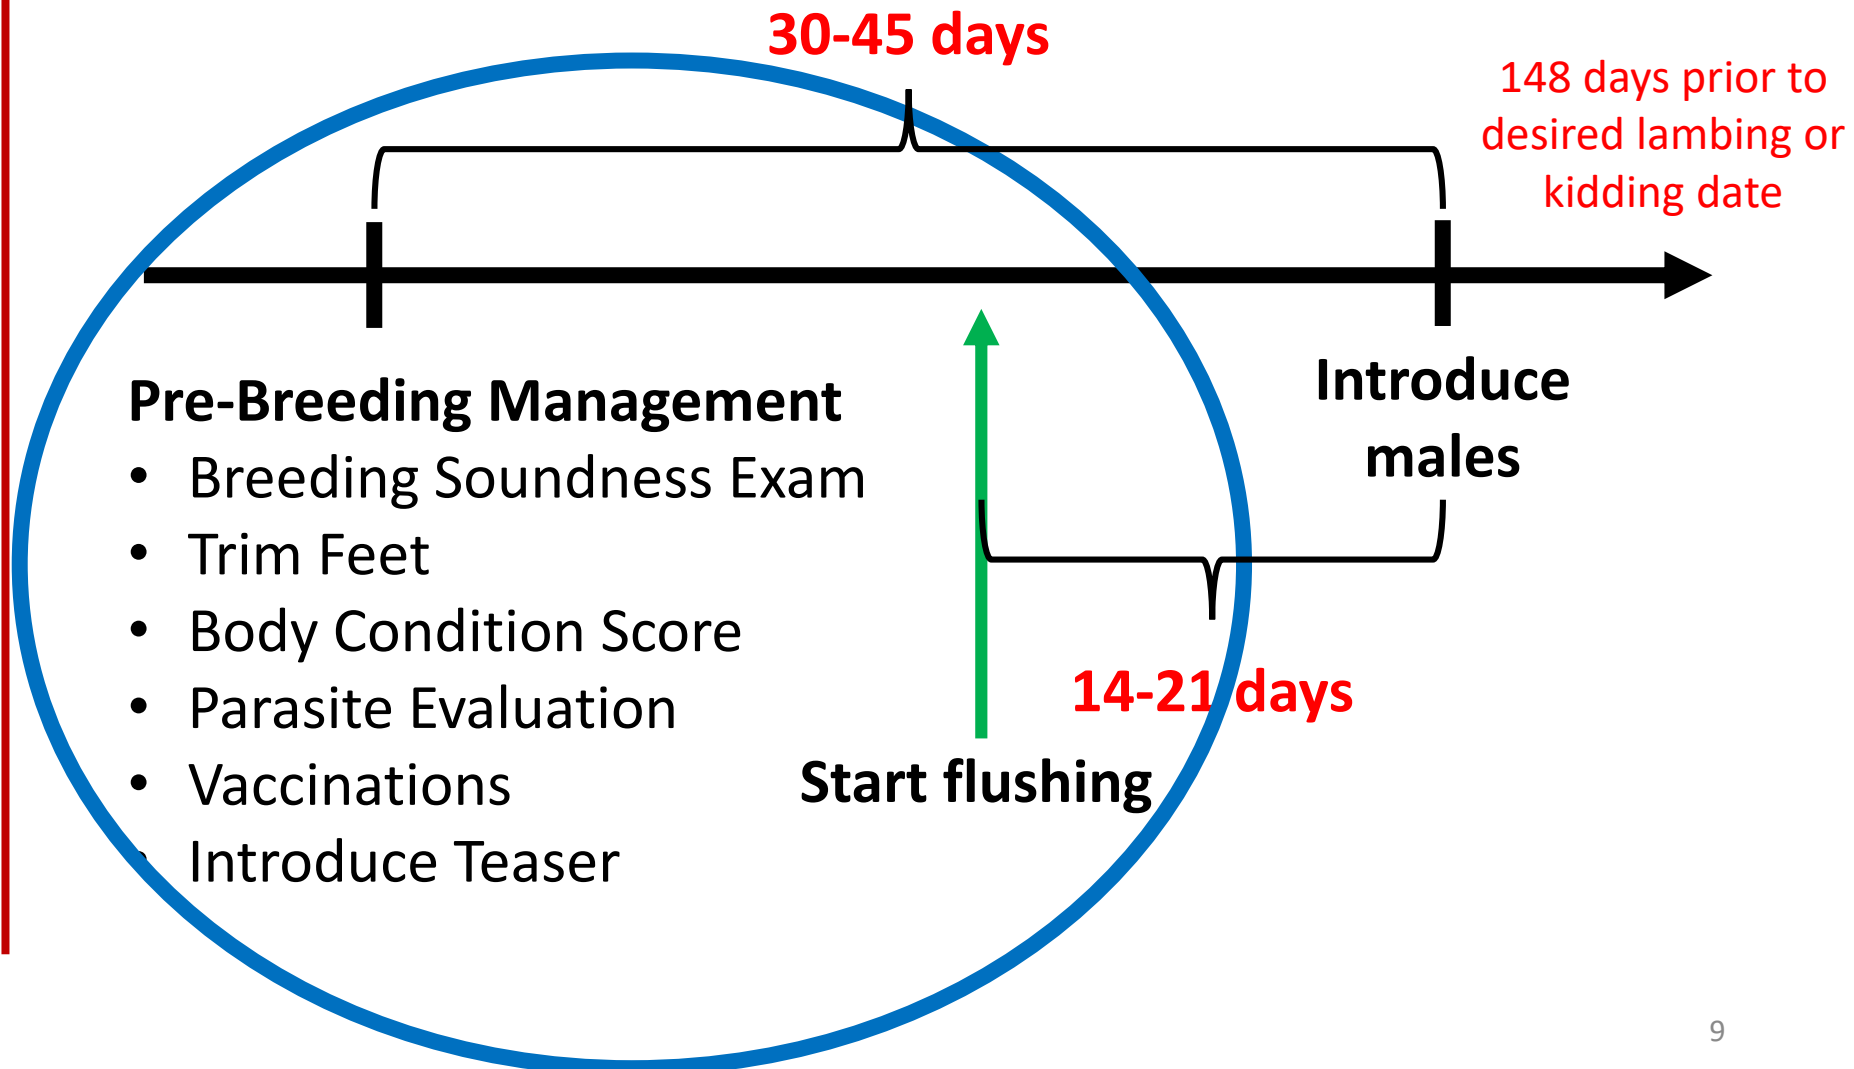 30-45 days
148 days prior to
desired lambing or
kidding date
Pre-Breeding Management
• Breeding Soundness Exam
• Trim Feet
• Body Condition Score
• Parasite Evaluation
• Vaccinations
• Introduce Teaser
Introduce
males
14-21 days
Start flushing
9